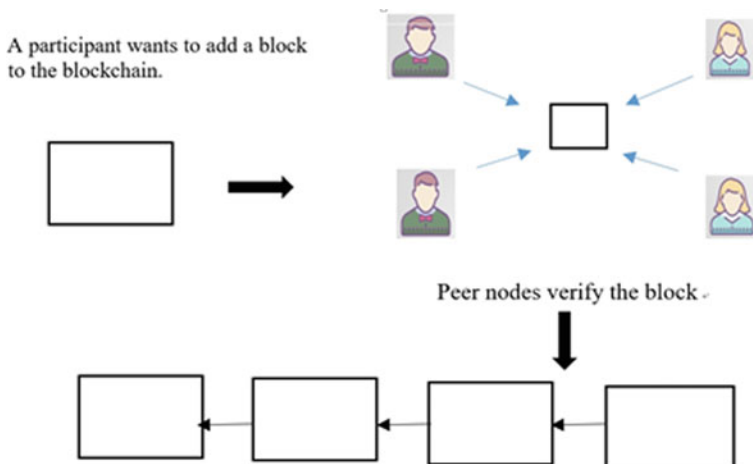 A participant wants to add a block
to the blockchain.
Peer nodes verify the block